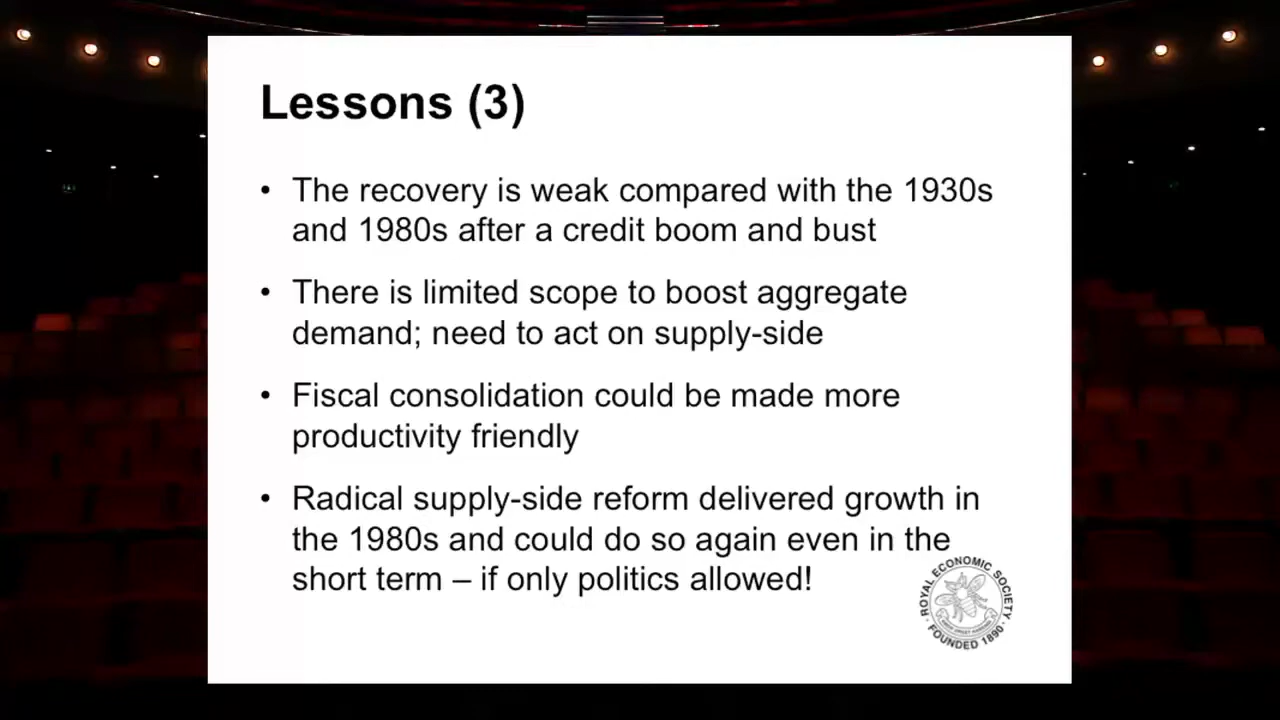 Lessons (3)
• The recovery is weak compared with the 1930s
and 1980s after a credit boom and bust
• There is limited scope to boost aggregate
demand; need to act on supply-side
• Fiscal consolidation could be made more
productivity friendly
• Radical supply-side reform delivered growth in
the 1980s and could do so again even in the
short term – if only politics allowed!
ROYAL ECONOMIC SOCIETY
FOUNDED 1890